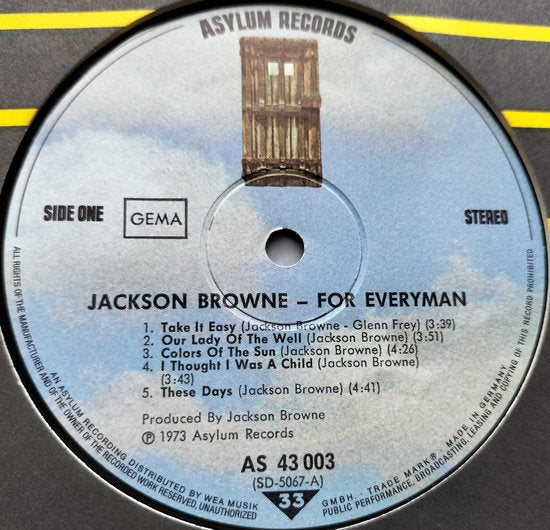 ASYLUM RECORDS
SIDE ONE
GEMA
STEREO
JACKSON BROWNE – FOR EVERYMAN
1. Take It Easy (Jackson Browne - Glenn Frey) (3:39)
2. Our Lady Of The Well (Jackson Browne) (3:51)
3. Colors Of The Sun (Jackson Browne) (4:26)
4. I Thought I Was A Child (Jackson Browne)
(3:43)
5. These Days (Jackson Browne) (4:41)
Produced By Jackson Browne
Ⓟ 1973 Asylum Records
AS 43 003
(SD-5067-A)
33
ALL RIGHTS OF THE MANUFACTURER AND OF THE OWNER OF THE RECORDED WORK RESERVED. UNAUTHORIZED PUBLIC PERFORMANCE, BROADCASTING, LEASING AND COPYING OF THIS RECORD PROHIBITED
AN ASYLUM RECORDING DISTRIBUTED BY WEA MUSIK GMBH. - TRADE MARK® MADE IN GERMANY